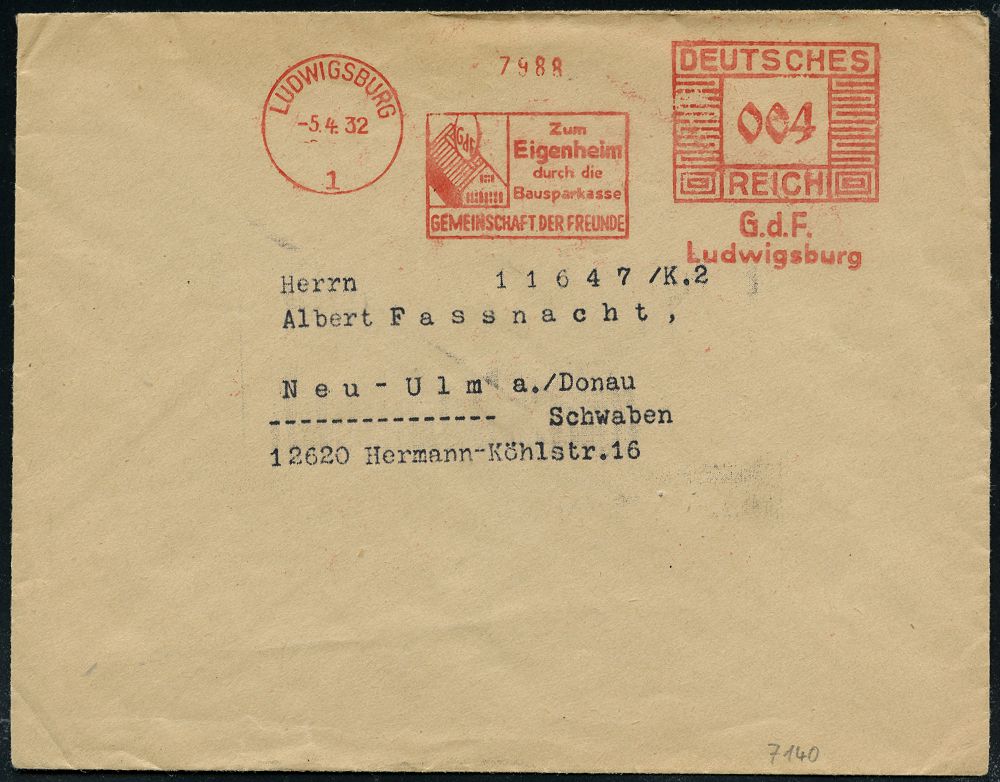 LUDWIGSBURG
-5.4.32
1
7988
GdF
Zum
Eigenheim
durch die
Bausparkasse
GEMEINSCHAFT DER FREUNDE
DEUTSCHES
004
REICH
G.d.F.
Ludwigsburg
Herrn 11647/K.2
Albert Fassnacht,
Neu-Ulm a./Donau
--------------- Schwaben
12620 Hermann-Köhlstr.16
7140